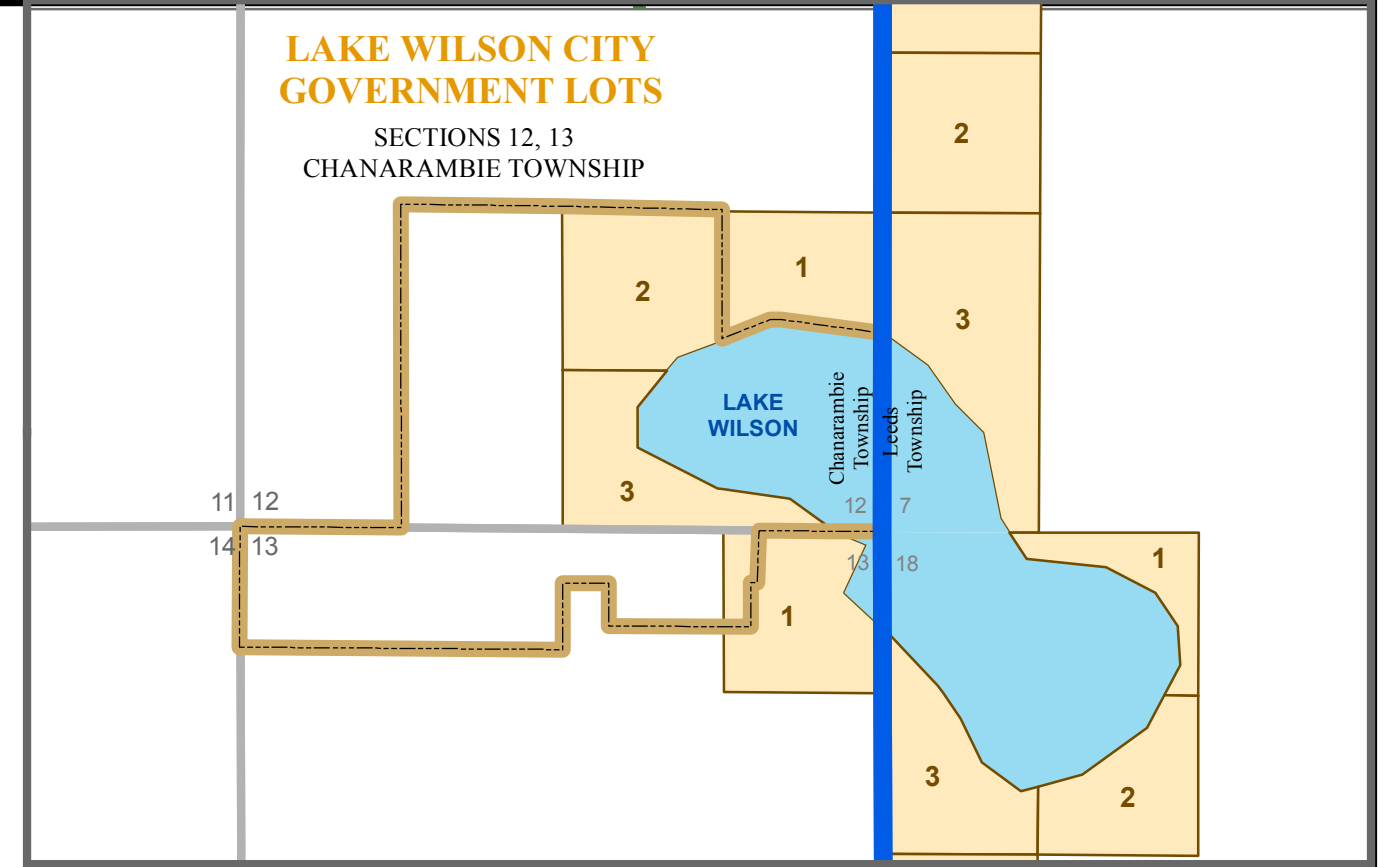 LAKE WILSON CITY
GOVERNMENT LOTS
SECTIONS 12, 13
CHANARAMBIE TOWNSHIP
2
1
2
3
LAKE
WILSON
Chanarambie
Township
Leeds
Township
3
11
12
12
7
14
13
13
18
1
1
3
2